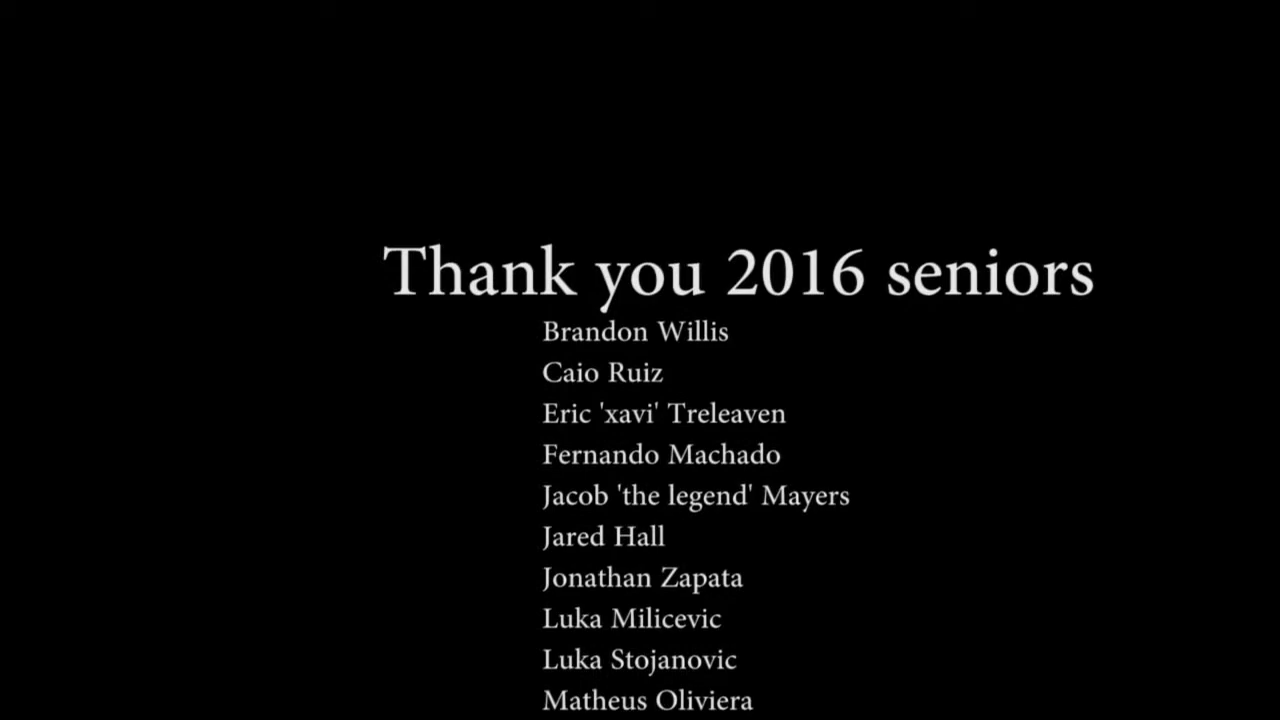 Thank you 2016 seniors
Brandon Willis
Caio Ruiz
Eric 'xavi' Treleaven
Fernando Machado
Jacob 'the legend' Mayers
Jared Hall
Jonathan Zapata
Luka Milicevic
Luka Stojanovic
Matheus Oliviera